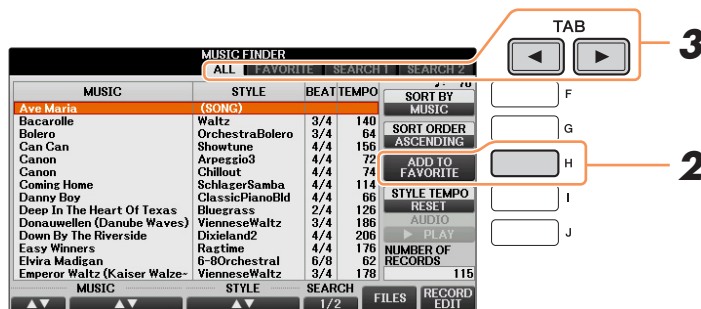 TAB
3
MUSIC FINDER
ALL FAVORITE SEARCH 1 SEARCH 2
MUSIC STYLE BEAT TEMPO
Ave Maria (SONG)
Bacarolle Waltz 3/4 140
Bolero OrchestraBolero 3/4 64
Can Can Showtune 4/4 156
Canon Arpeggio3 4/4 72
Canon Chillout 4/4 74
Coming Home SchlagerSamba 4/4 114
Danny Boy ClassicPianoBld 4/4 66
Deep In The Heart Of Texas Bluegrass 2/4 126
Donauwellen (Danube Waves) VienneseWaltz 3/4 186
Down By The Riverside Dixieland2 4/4 206
Easy Winners Ragtime 4/4 176
Elvira Madigan 6-8Orchestral 6/8 62
Emperor Waltz (Kaiser Walze~ VienneseWaltz 3/4 178
SORT BY
MUSIC
SORT ORDER
ASCENDING
ADD TO
FAVORITE
STYLE TEMPO
RESET
AUDIO
▶ PLAY
NUMBER OF
RECORDS
115
F
G
H
2
I
J
MUSIC STYLE SEARCH
▲▼ ▲▼ ▲▼ 1/2 FILES RECORD
EDIT